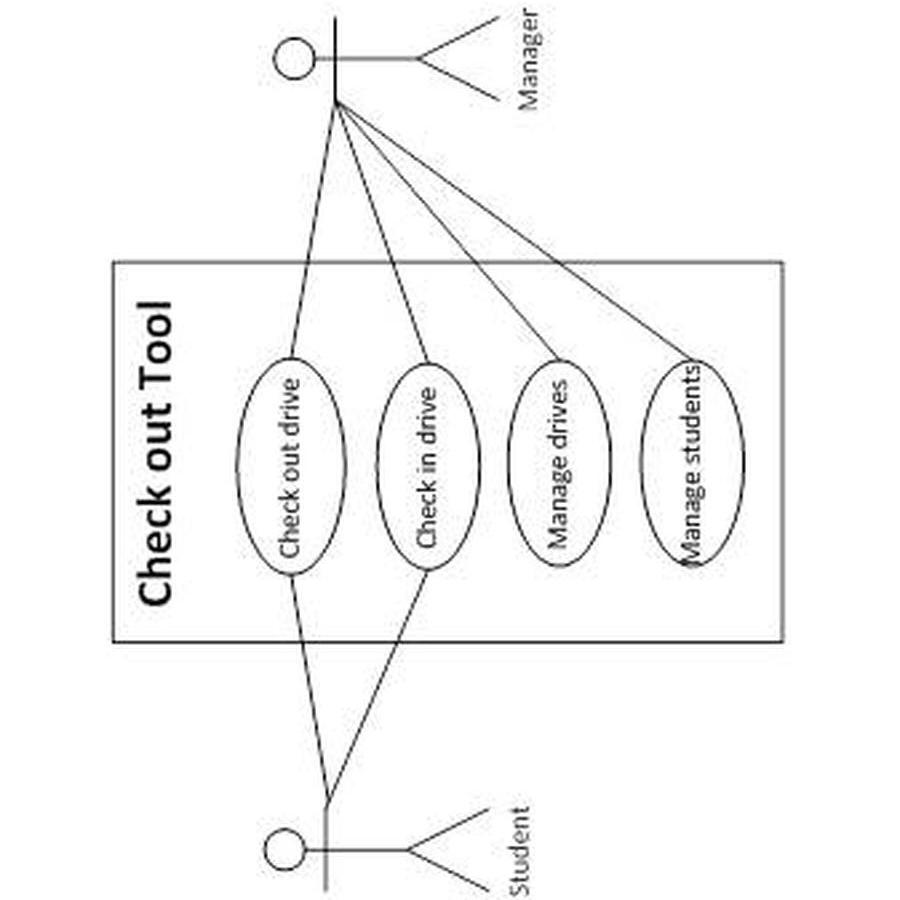 Check out Tool
Check out drive
Check in drive
Manage drives
Manage students
Student
Manager